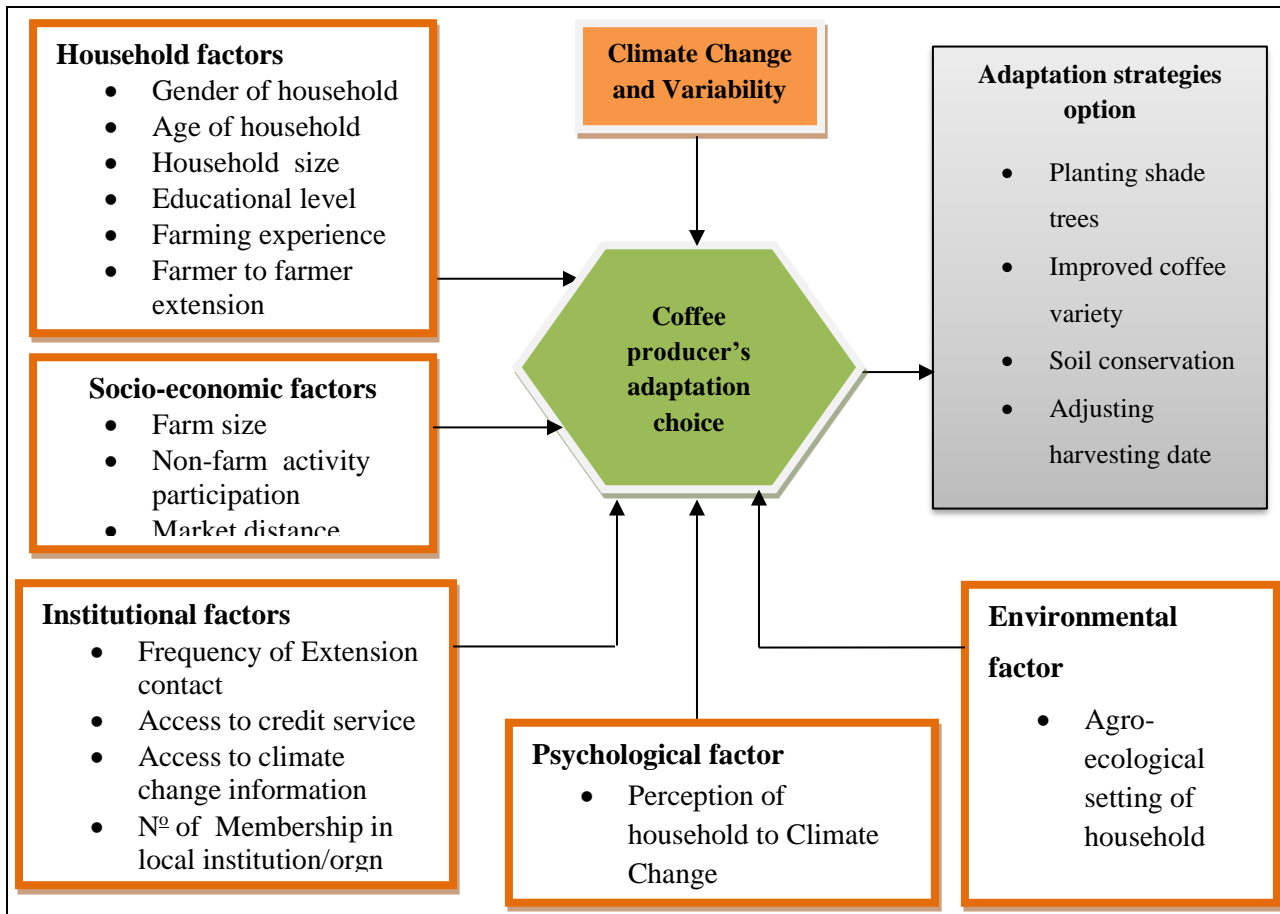 Household factors
• Gender of household
• Age of household
• Household size
• Educational level
• Farming experience
• Farmer to farmer
extension
Climate Change
and Variability
Adaptation strategies
option
• Planting shade
trees
• Improved coffee
variety
• Soil conservation
• Adjusting
harvesting date
Coffee
producer’s
adaptation
choice
Socio-economic factors
• Farm size
• Non-farm activity
participation
• Market distance
Institutional factors
• Frequency of Extension
contact
• Access to credit service
• Access to climate
change information
• Nº of Membership in
local institution/orgn
Psychological factor
• Perception of
household to Climate
Change
Environmental
factor
• Agro-
ecological
setting of
household